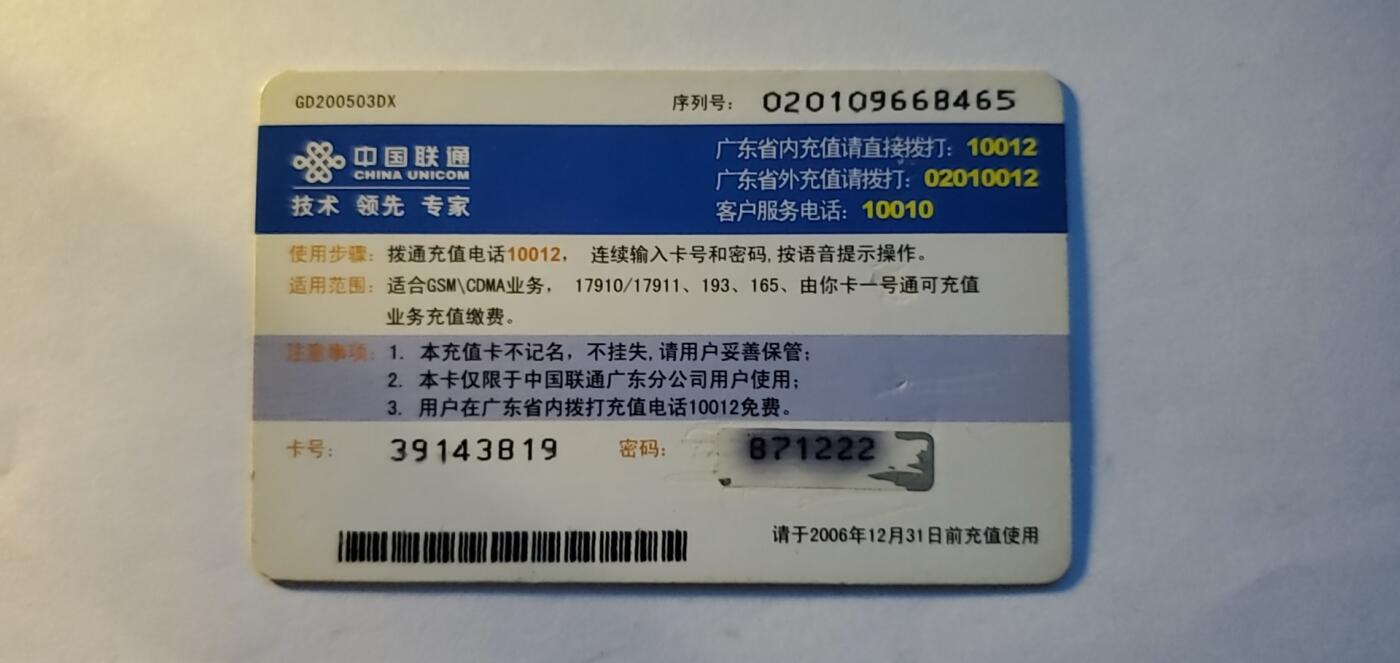 GD200503DX 序列号： 020109668465
中国联通
CHINA UNICOM
技术 领先 专家
广东省内充值请直接拨打：10012
广东省外充值请拨打：02010012
客户服务电话：10010
使用步骤：拨通充值电话10012， 连续输入卡号和密码,按语音提示操作。
适用范围：适合GSM\CDMA业务， 17910/17911、193、165、由你卡一号通可充值
业务充值缴费。
注意事项：1. 本充值卡不记名，不挂失,请用户妥善保管；
2. 本卡仅限于中国联通广东分公司用户使用；
3. 用户在广东省内拨打充值电话10012免费。
卡号： 39143819 密码： 871222
请于2006年12月31日前充值使用